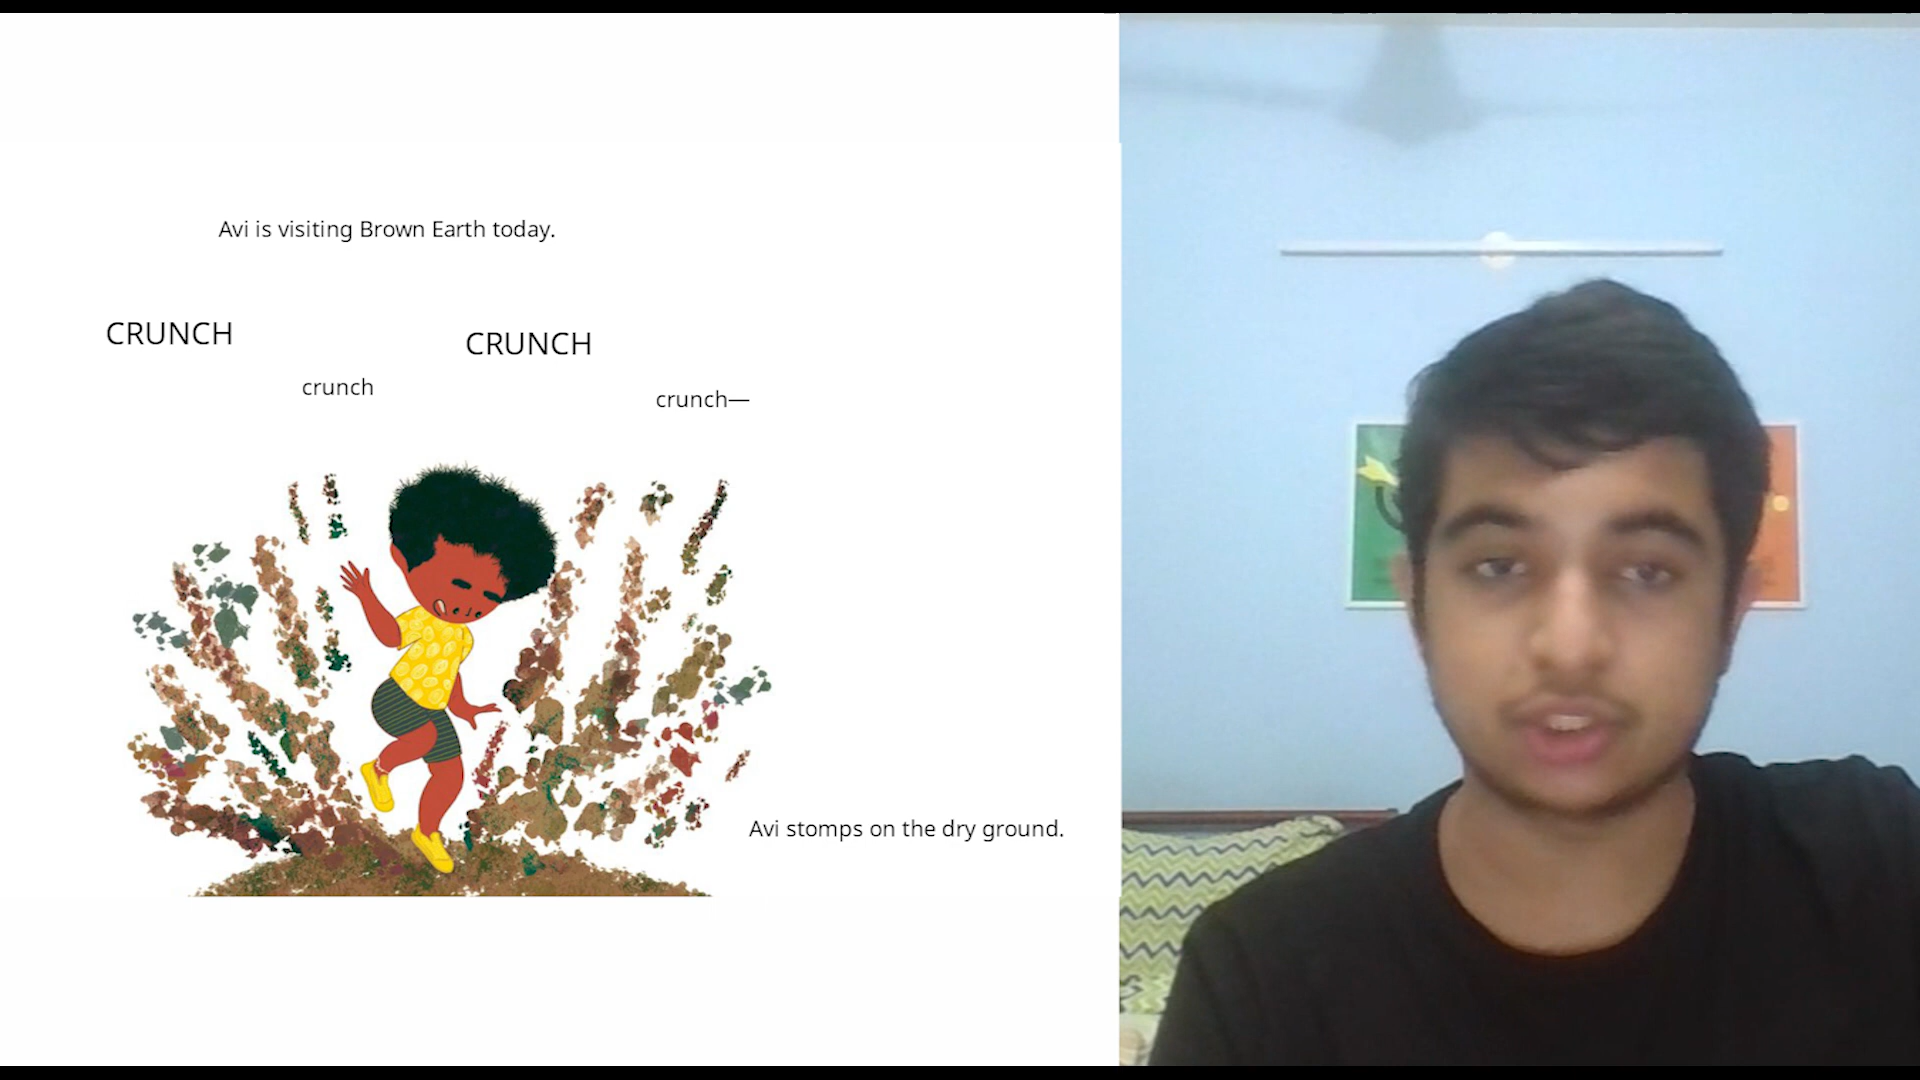 Avi is visiting Brown Earth today.
CRUNCH
crunch
CRUNCH
crunch—
Avi stomps on the dry ground.